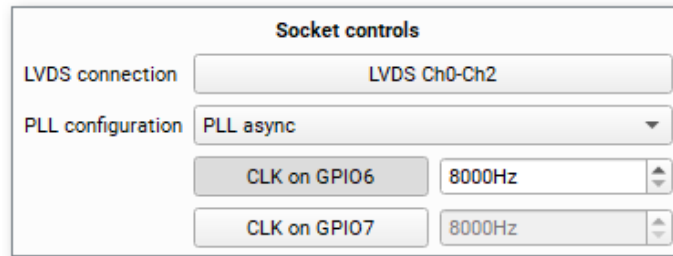 Socket controls
LVDS connection LVDS Ch0-Ch2
PLL configuration PLL async
CLK on GPIO6 8000Hz
CLK on GPIO7 8000Hz